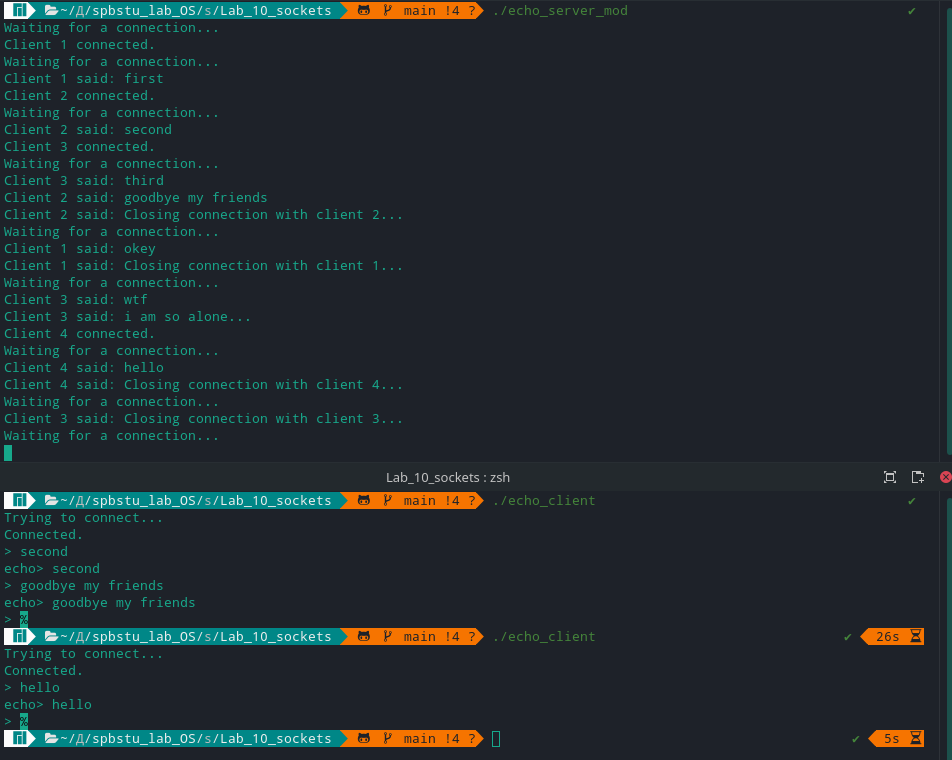 ~/Д/spbstu_lab_OS/s/Lab_10_sockets main !4 ? ./echo_server_mod ✔
Waiting for a connection...
Client 1 connected.
Waiting for a connection...
Client 1 said: first
Client 2 connected.
Waiting for a connection...
Client 2 said: second
Client 3 connected.
Waiting for a connection...
Client 3 said: third
Client 2 said: goodbye my friends
Client 2 said: Closing connection with client 2...
Waiting for a connection...
Client 1 said: okey
Client 1 said: Closing connection with client 1...
Waiting for a connection...
Client 3 said: wtf
Client 3 said: i am so alone...
Client 4 connected.
Waiting for a connection...
Client 4 said: hello
Client 4 said: Closing connection with client 4...
Waiting for a connection...
Client 3 said: Closing connection with client 3...
Waiting for a connection...
Lab_10_sockets : zsh
~/Д/spbstu_lab_OS/s/Lab_10_sockets main !4 ? ./echo_client ✔
Trying to connect...
Connected.
> second
echo> second
> goodbye my friends
echo> goodbye my friends
> %
~/Д/spbstu_lab_OS/s/Lab_10_sockets main !4 ? ./echo_client ✔ 26s
Trying to connect...
Connected.
> hello
echo> hello
> %
~/Д/spbstu_lab_OS/s/Lab_10_sockets main !4 ? ✔ 5s